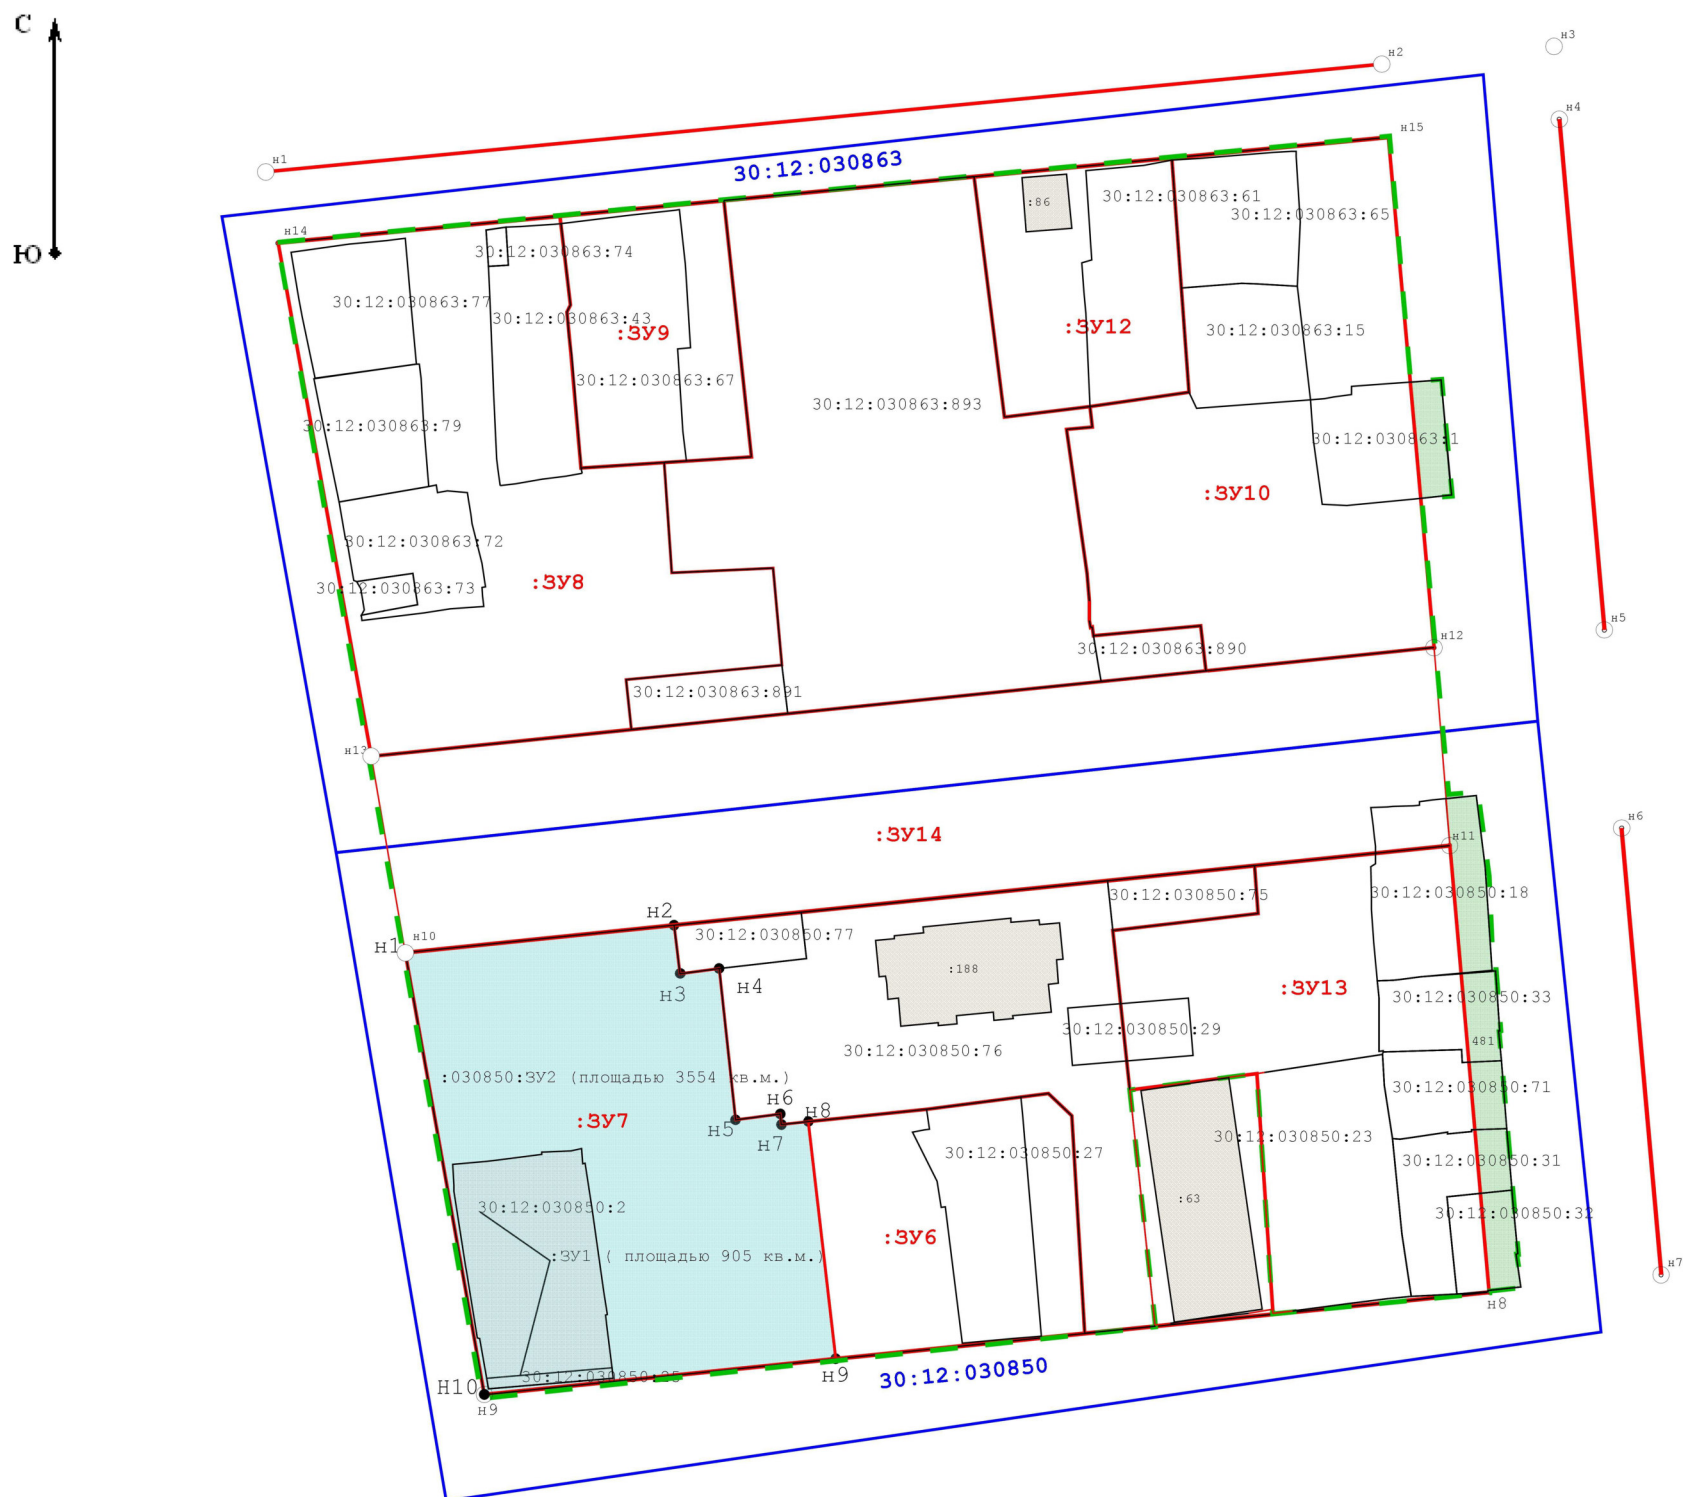 С
Ю
н3
н2
н4
н15
н1
30:12:030863
30:12:030863:61
:86
30:12:030863:65
н14
30:12:030863:74
30:12:030863:77
30:12:030863:43
:ЗУ9
:ЗУ12
30:12:030863:15
30:12:030863:67
30:12:030863:893
30:12:030863:79
30:12:030863:1
:ЗУ10
30:12:030863:72
:ЗУ8
30:12:030863:73
н5
н12
30:12:030863:890
30:12:030863:891
н13
н6
:ЗУ14
н11
30:12:030850:75
30:12:030850:18
н2
30:12:030850:77
н1
н10
:188
н4
н3
:ЗУ13
30:12:030850:33
30:12:030850:29
481
30:12:030850:76
:030850:ЗУ2 (площадью 3554 кв.м.)
30:12:030850:71
н6
н8
:ЗУ7
н5
н7
30:12:030850:23
30:12:030850:27
30:12:030850:31
:63
30:12:030850:2
30:12:030850:32
:ЗУ6
:ЗУ1 ( площадью 905 кв.м.)
н7
н8
30:12:030850
н9
Н10
н9